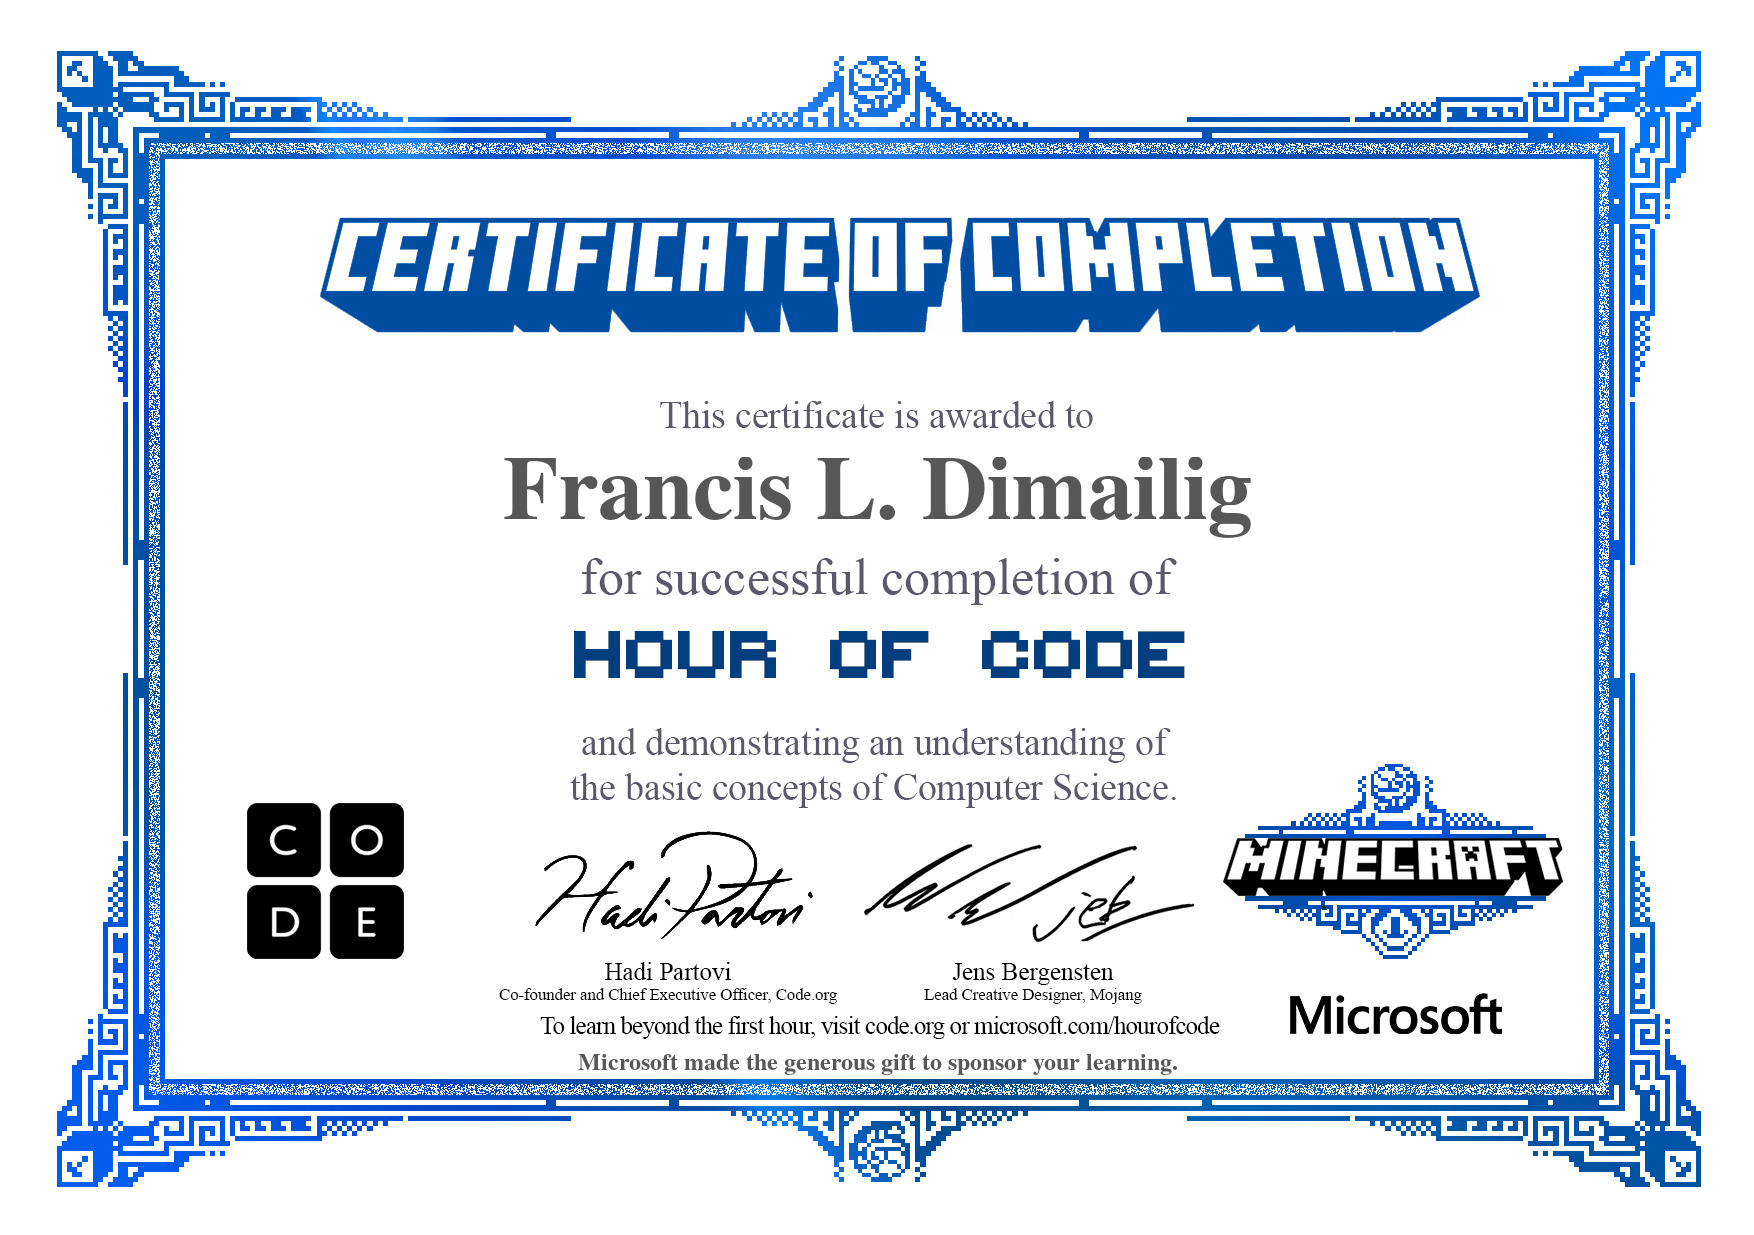 CERTIFICATE OF COMPLETION
This certificate is awarded to
Francis L. Dimailig
for successful completion of
HOUR OF CODE
and demonstrating an understanding of
the basic concepts of Computer Science.
C O
D E
Hadi Partovi jeb
MINECRAFT
Hadi Partovi Jens Bergensten
Co-founder and Chief Executive Officer, Code.org Lead Creative Designer, Mojang
Microsoft
To learn beyond the first hour, visit code.org or microsoft.com/hourofcode
Microsoft made the generous gift to sponsor your learning.